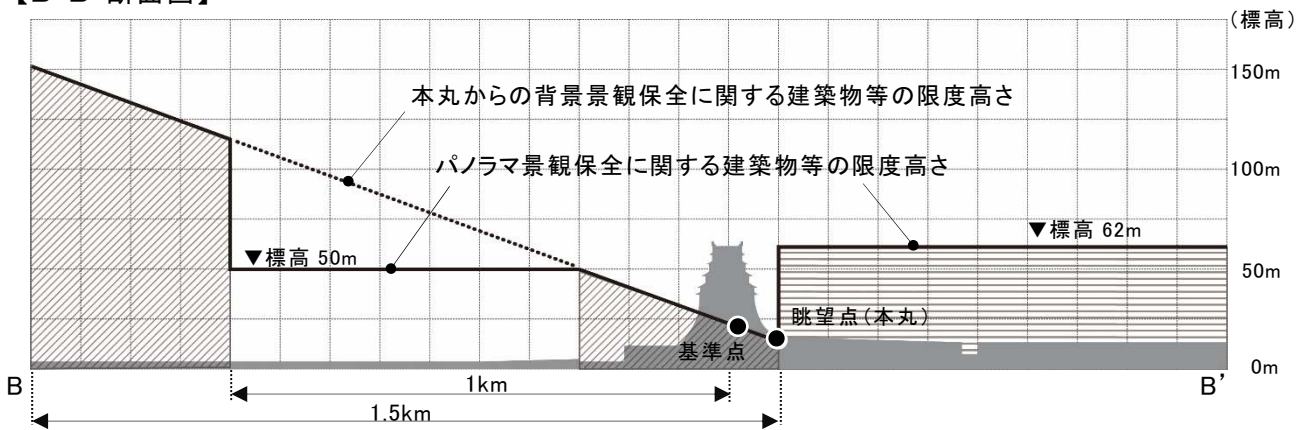 【B-B'断面図】
(標高)
150m
本丸からの背景景観保全に関する建築物等の限度高さ
パノラマ景観保全に関する建築物等の限度高さ
100m
▼標高 50m
▼標高 62m
50m
眺望点(本丸)
基準点
0m
B
1km
B'
1.5km